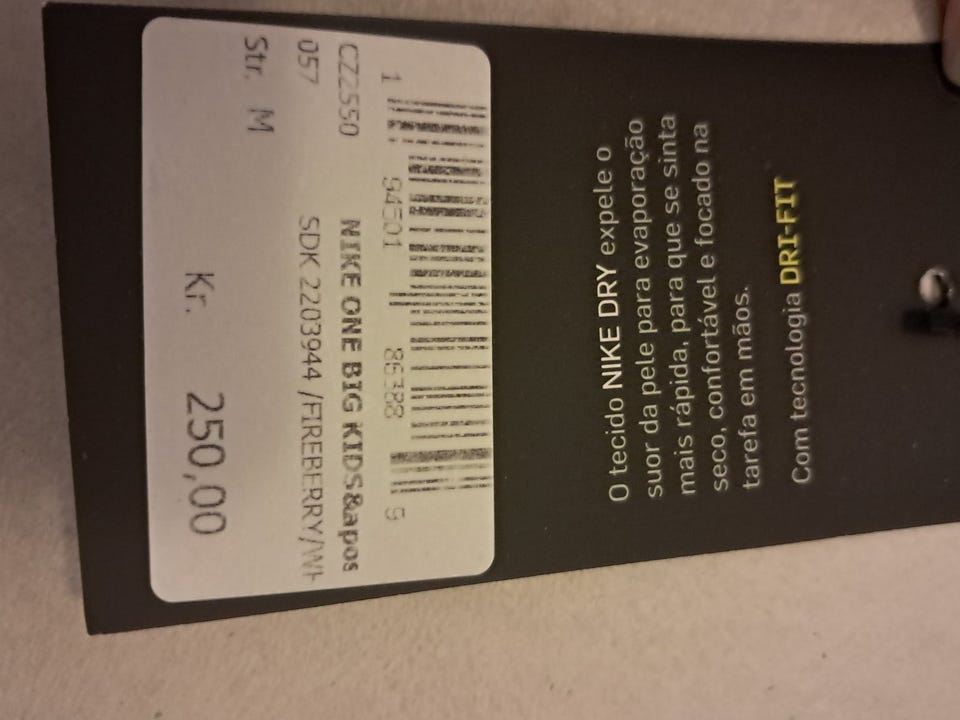 1 94501 86388 9
CZ2550 NIKE ONE BIG KIDS&apos
057 SDK 2203944 /FIREBERRY/WH
Str. M
Kr. 250,00
O tecido NIKE DRY expele o
suor da pele para evaporação
mais rápida, para que se sinta
seco, confortável e focado na
tarefa em mãos.
Com tecnologia DRI-FIT